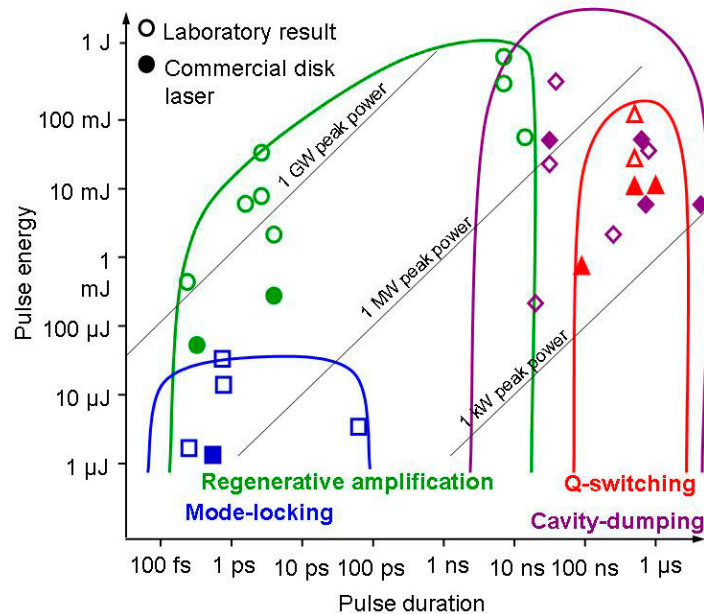 Laboratory result
Commercial disk
laser
1 J
100 mJ
10 mJ
1
mJ
100 µJ
10 µJ
1 µJ
Pulse energy
1 GW peak power
1 MW peak power
1 kW peak power
Regenerative amplification
Mode-locking
Q-switching
Cavity-dumping
100 fs
1 ps
10 ps
100 ps
1 ns
10 ns
100 ns
1 µs
Pulse duration